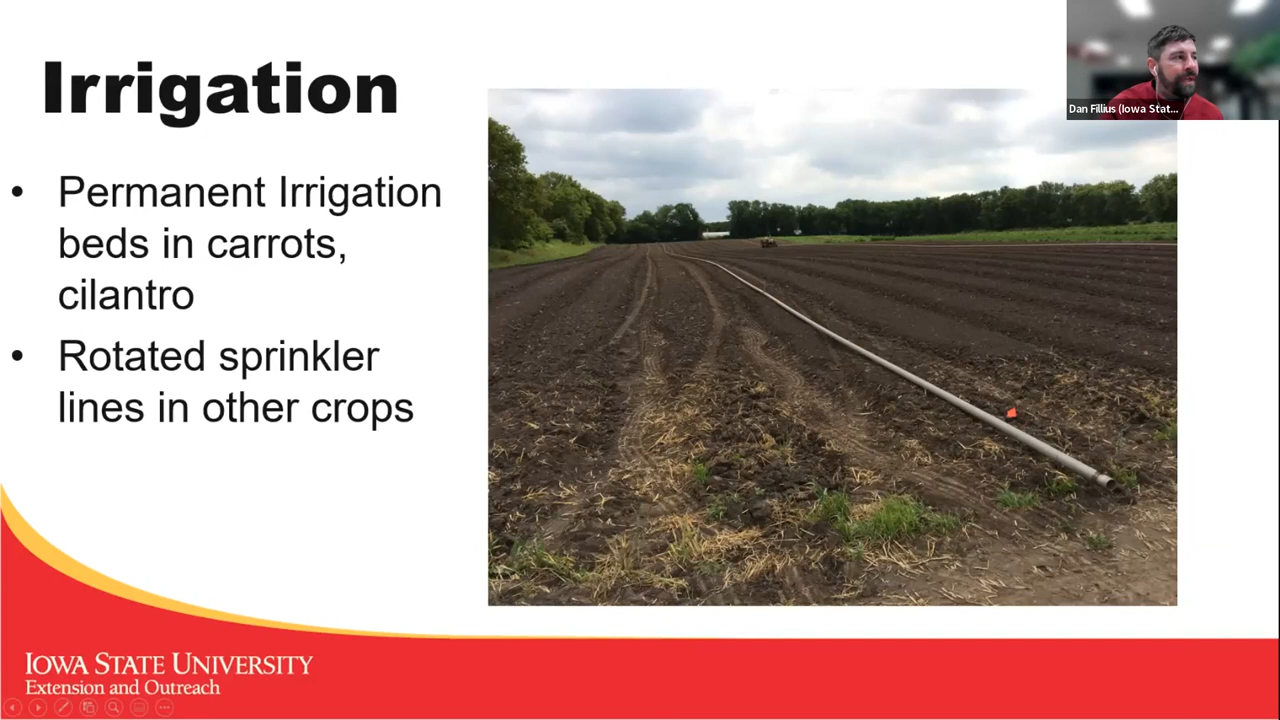 Irrigation
• Permanent Irrigation
beds in carrots,
cilantro
• Rotated sprinkler
lines in other crops
Dan Fillius (Iowa Stat...
IOWA STATE UNIVERSITY
Extension and Outreach